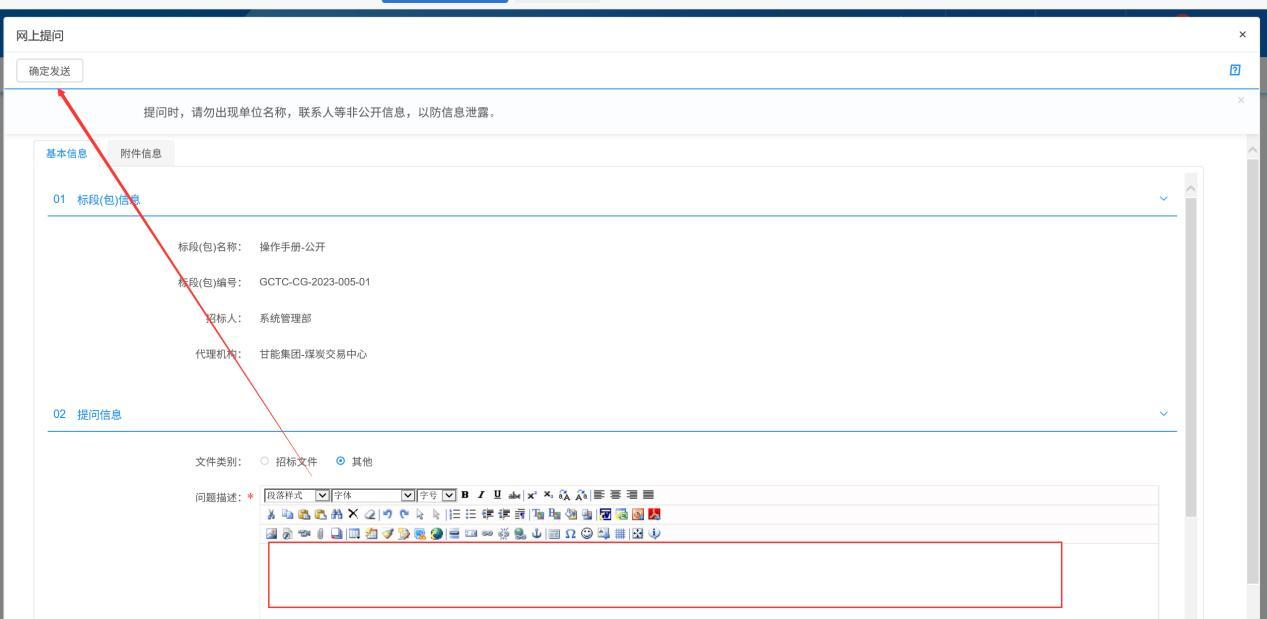 网上提问
×
确定发送
?
提问时，请勿出现单位名称，联系人等非公开信息，以防信息泄露。
×
基本信息 附件信息
01 标段(包)信息
标段(包)名称： 操作手册-公开
标段(包)编号： GCTC-CG-2023-005-01
招标人： 系统管理部
代理机构： 甘能集团-煤炭交易中心
02 提问信息
文件类别： 招标文件 其他
问题描述：* 段落样式 字体 字号 B I U abc x² x₂